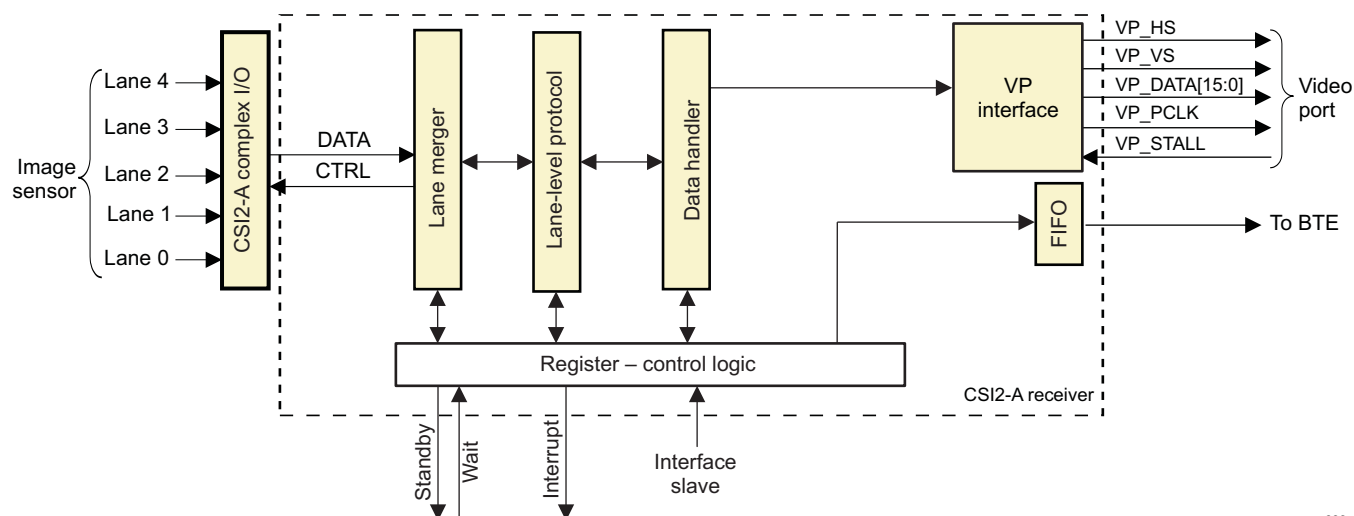 Image
sensor
Lane 4
Lane 3
Lane 2
Lane 1
Lane 0
CSI2-A complex I/O
DATA
CTRL
Lane merger
Lane-level protocol
Data handler
VP
interface
VP_HS
VP_VS
VP_DATA[15:0]
VP_PCLK
VP_STALL
Video
port
FIFO
To BTE
Register – control logic
CSI2-A receiver
Standby
Wait
Interrupt
Interface
slave